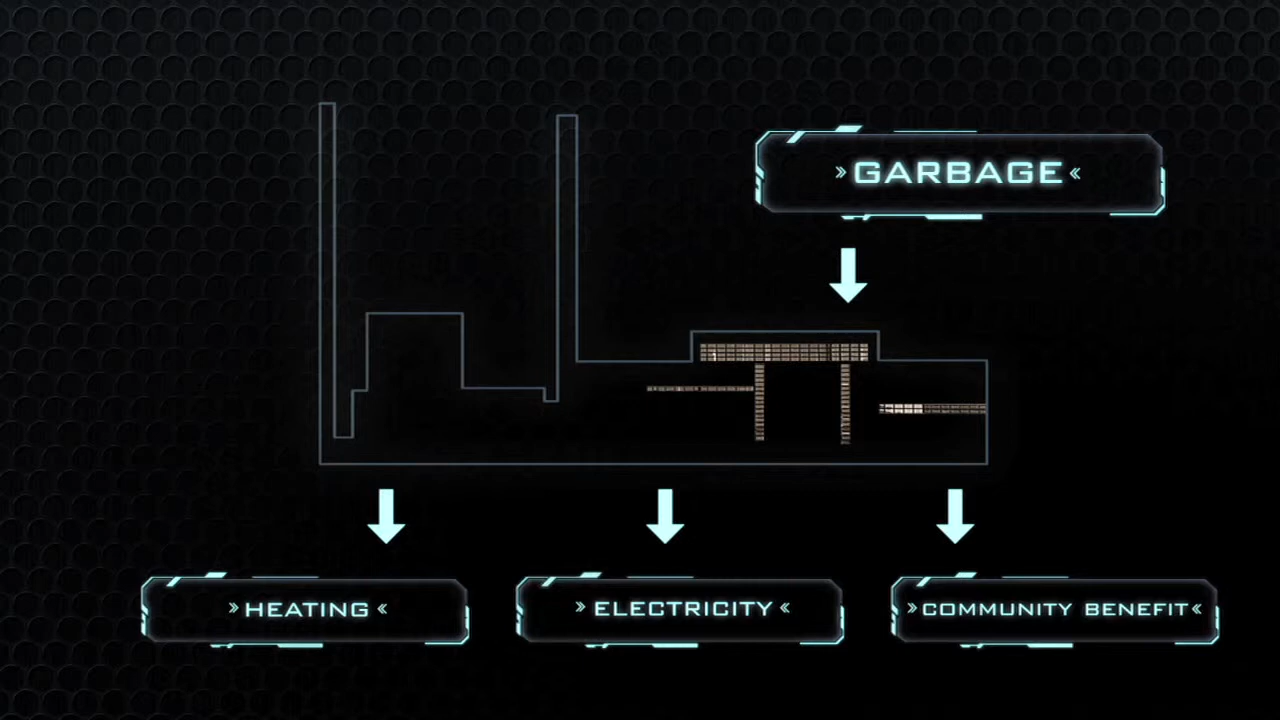 »GARBAGE«
»HEATING«
»ELECTRICITY«
»COMMUNITY BENEFIT«